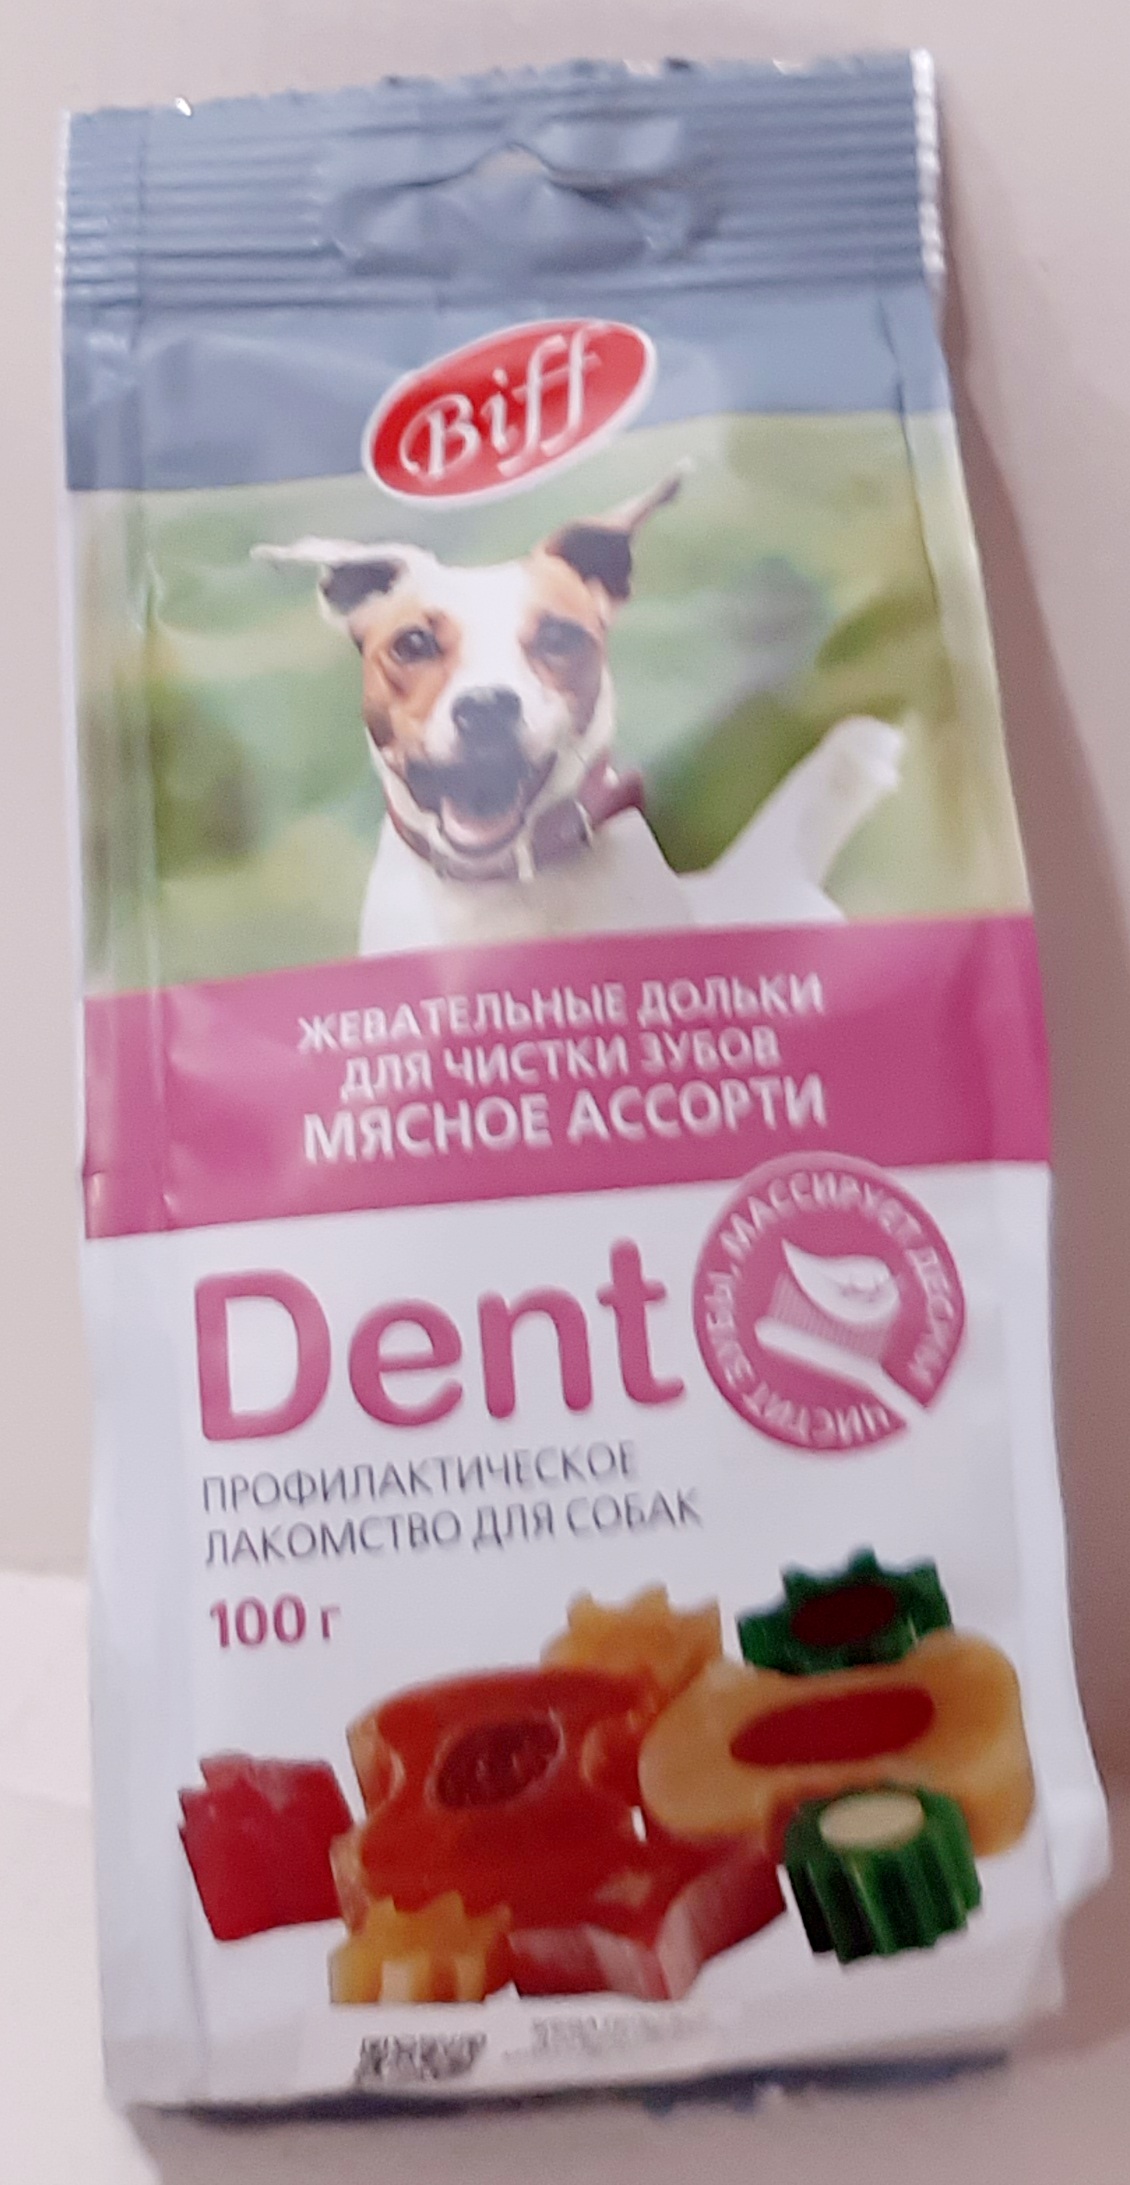 Biff
ЖЕВАТЕЛЬНЫЕ ДОЛЬКИ
ДЛЯ ЧИСТКИ ЗУБОВ
МЯСНОЕ АССОРТИ
Dent
ЧИСТИТ ЗУБЫ, МАССИРУЕТ ДЕСНЫ
ПРОФИЛАКТИЧЕСКОЕ
ЛАКОМСТВО ДЛЯ СОБАК
100 г